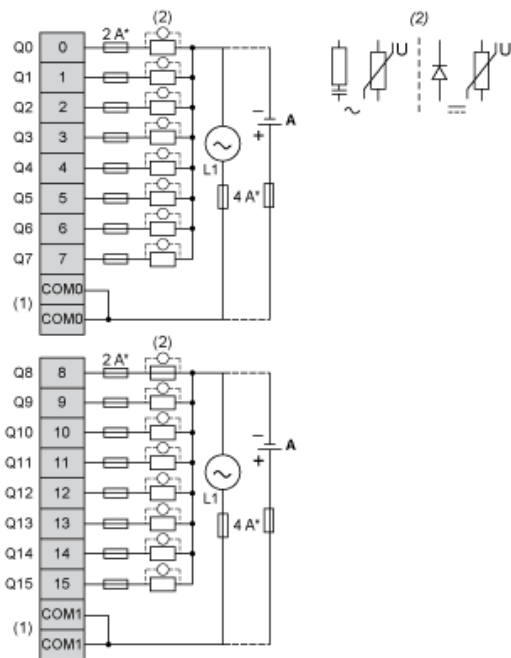 (2) (2)
Q0 0 2 A* IU IU
Q1 1
Q2 2
Q3 3
Q4 4
Q5 5
Q6 6
Q7 7
− + A
L1
4 A*
COM0
(1)
COM0
(2)
Q8 8 2 A*
Q9 9
Q10 10
Q11 11
Q12 12
Q13 13
Q14 14
Q15 15
− + A
L1
4 A*
COM1
(1)
COM1